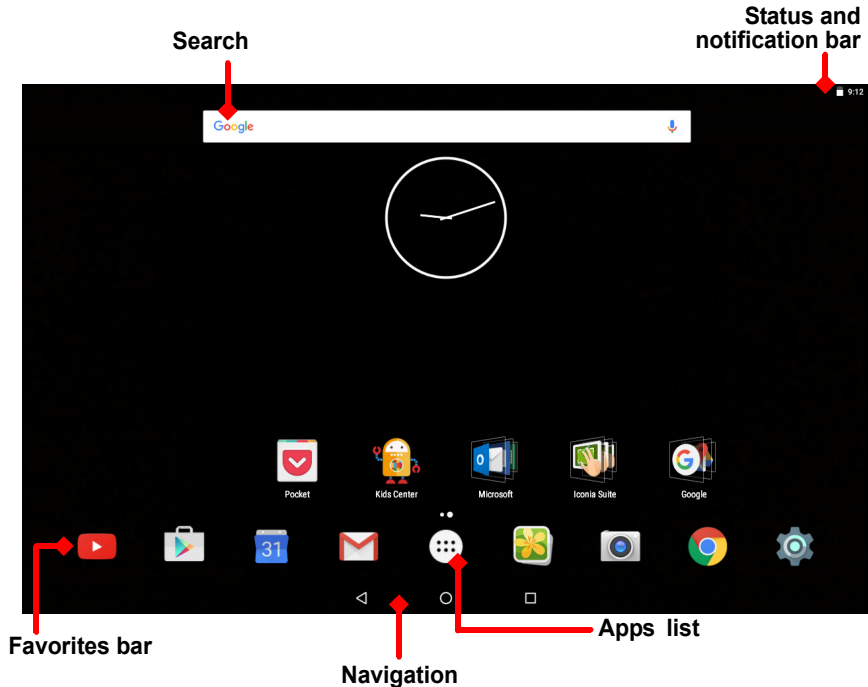 Status and
notification bar
Search
9:12
Google
Pocket
Kids Center
Microsoft
Iconia Suite
Google
31
Apps list
Favorites bar
Navigation